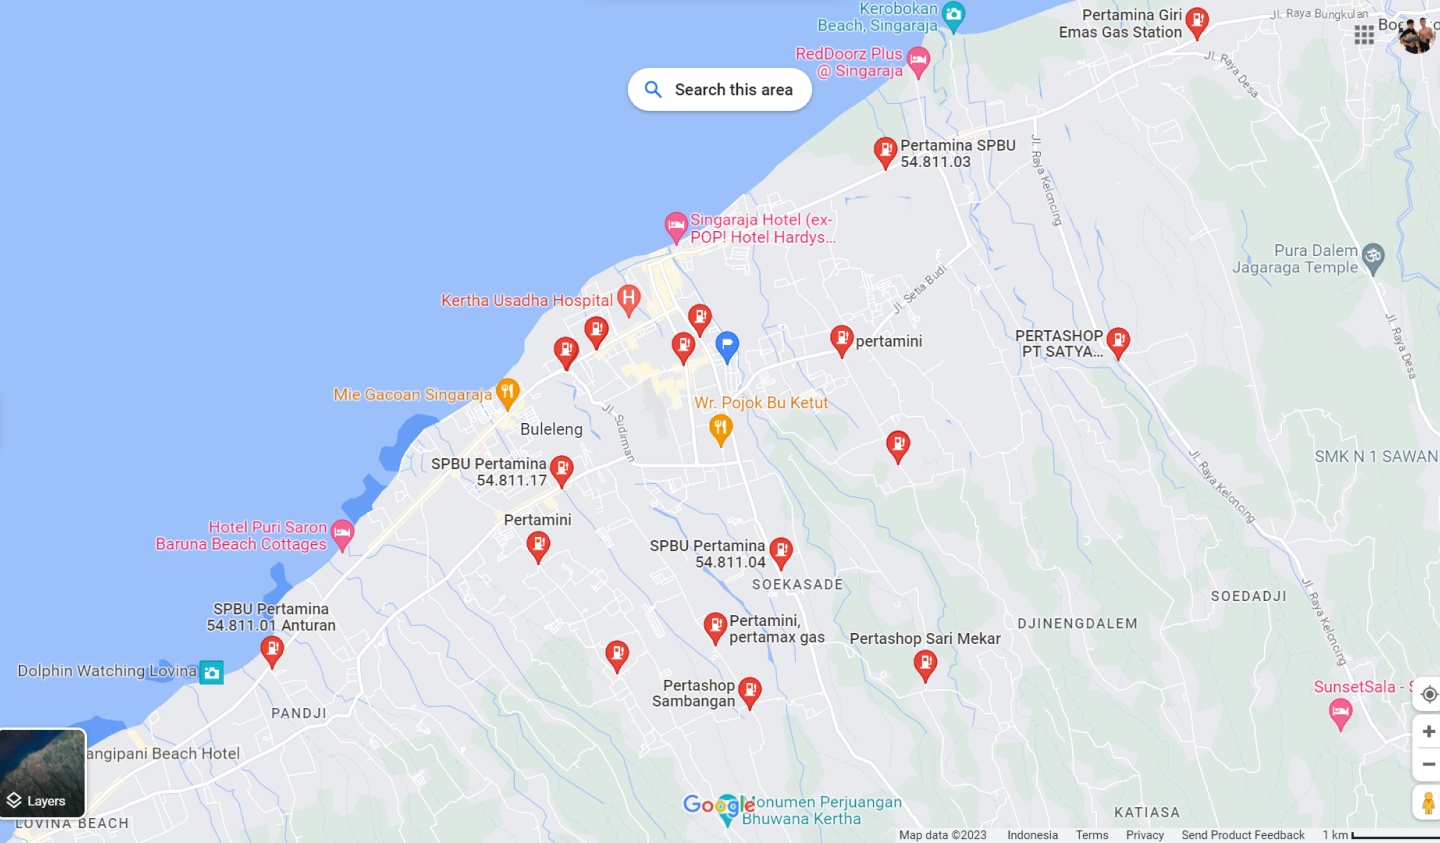 Kerobokan
Beach, Singaraja
Pertamina Giri
Emas Gas Station
Jl. Raya Bungkulan
RedDoorz Plus
@ Singaraja
Jl. Raya Desa
Search this area
Pertamina SPBU
54.811.03
Jl. Raya Keloncing
Singaraja Hotel (ex-
POP! Hotel Hardys...
Pura Dalem
Jagaraga Temple
Jl. Setia Budi
Kertha Usadha Hospital
H
pertamini
PERTASHOP
PT SATYA...
Jl. Raya Desa
Mie Gacoan Singaraja
Wr. Pojok Bu Ketut
Jl. Sudirman
Buleleng
SMK N 1 SAWAN
SPBU Pertamina
54.811.17
Jl. Raya Keloncing
Pertamini
Hotel Puri Saron
Baruna Beach Cottages
SPBU Pertamina
54.811.04
SOEKASADE
SOEDADJI
Jl. Raya Keloncing
SPBU Pertamina
54.811.01 Anturan
Pertamini,
pertamax gas
DJINENGDALEM
Pertashop Sari Mekar
Dolphin Watching Lovina
Pertashop
Sambangan
SunsetSala - S
PANDJI
angipani Beach Hotel
Layers
LOVINA BEACH
Google
Monumen Perjuangan
Bhuwana Kertha
KATIASA
Map data ©2023 Indonesia Terms Privacy Send Product Feedback 1 km